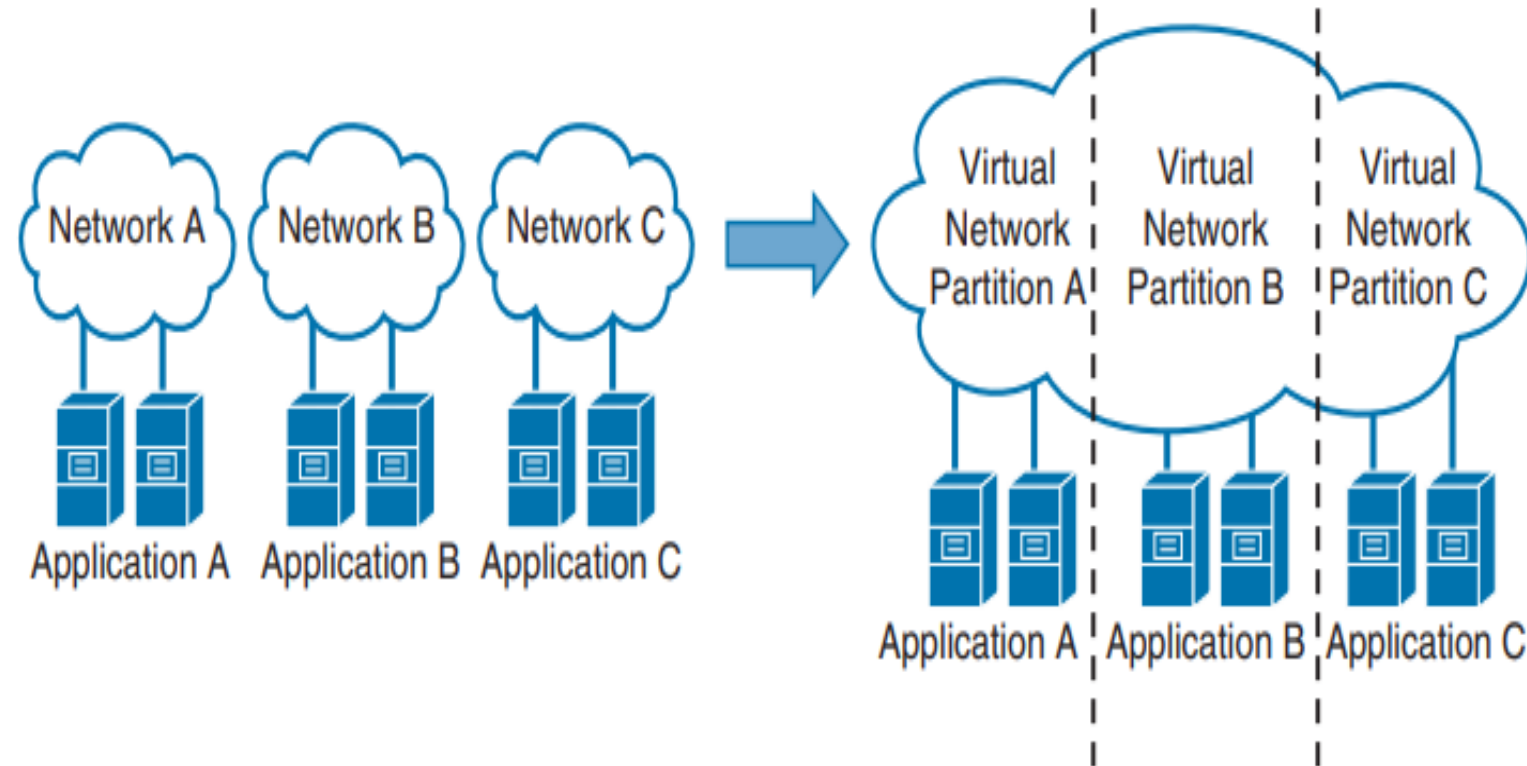 Network A
Network B
Network C
Application A
Application B
Application C
Virtual
Network
Partition A
Virtual
Network
Partition B
Virtual
Network
Partition C
Application A
Application B
Application C